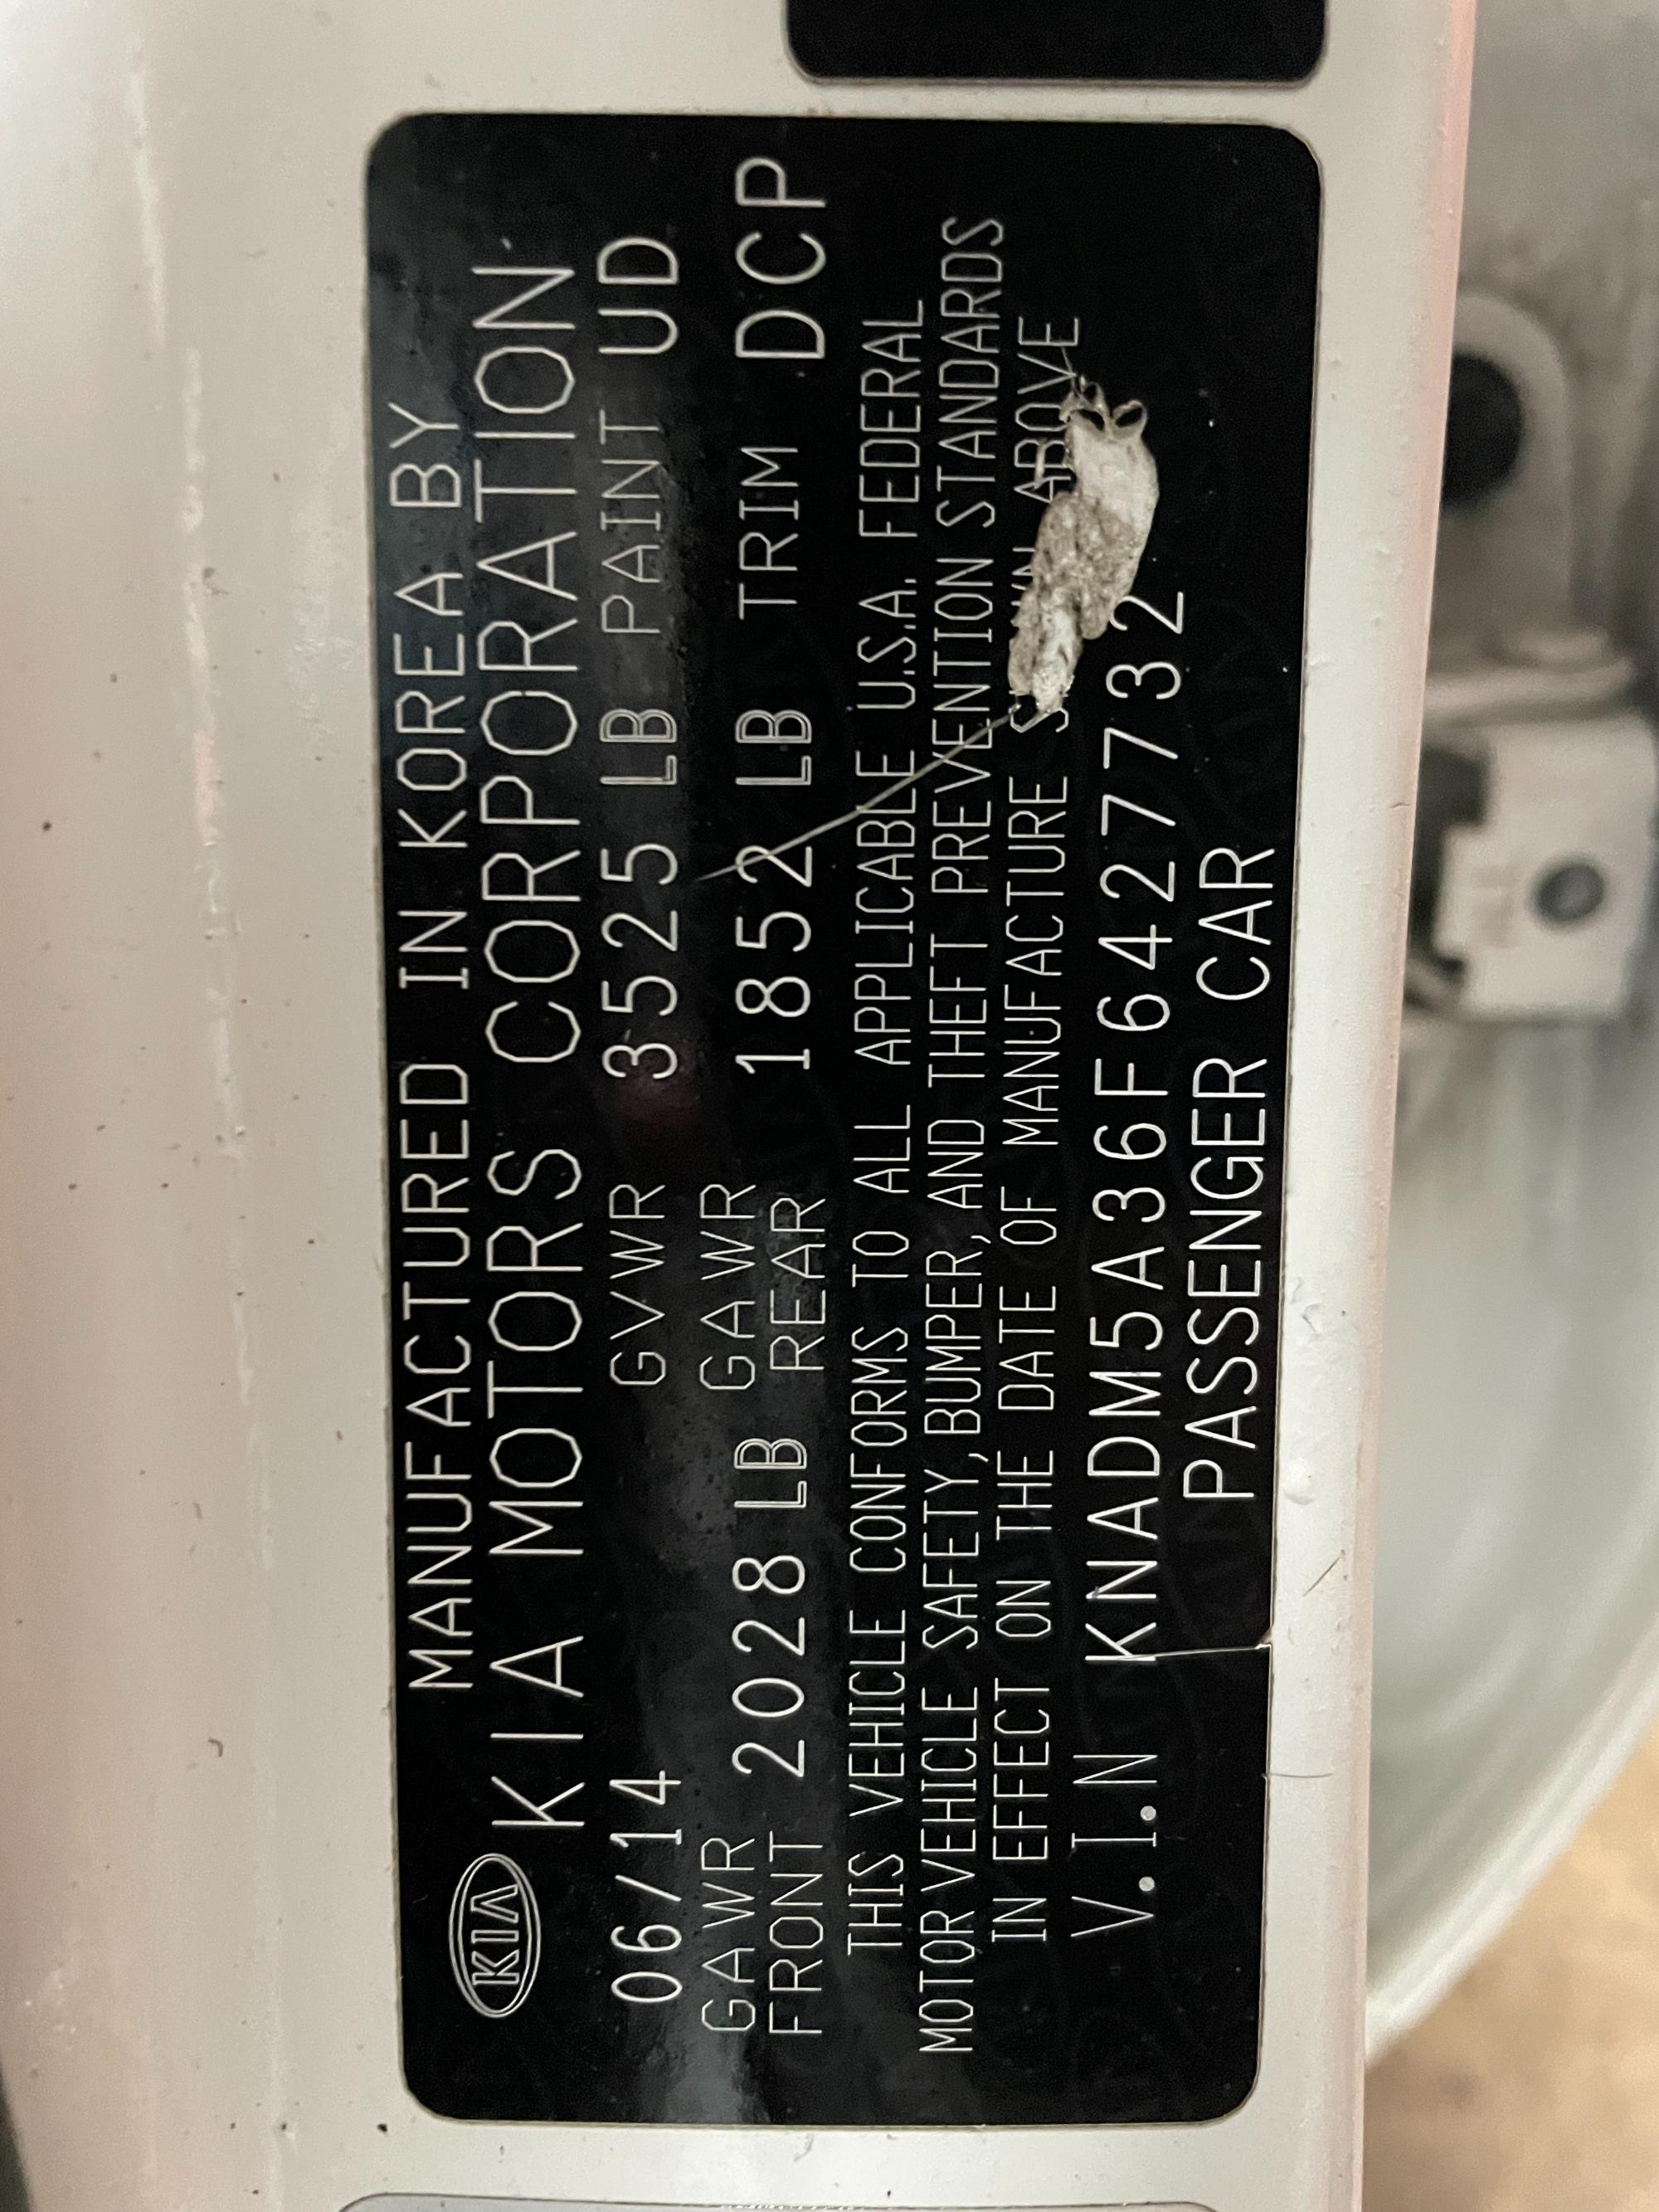 MANUFACTURED IN KOREA BY
KIA KIA MOTORS CORPORATION
06/14 GVWR 3525 LB PAINT UD
GAWR FRONT 2028 LB GAWR REAR 1852 LB TRIM DCP
THIS VEHICLE CONFORMS TO ALL APPLICABLE U.S.A. FEDERAL
MOTOR VEHICLE SAFETY, BUMPER, AND THEFT PREVENTION STANDARDS
IN EFFECT ON THE DATE OF MANUFACTURE ABOVE
V.I.N KNADM5A36F6427732
PASSENGER CAR